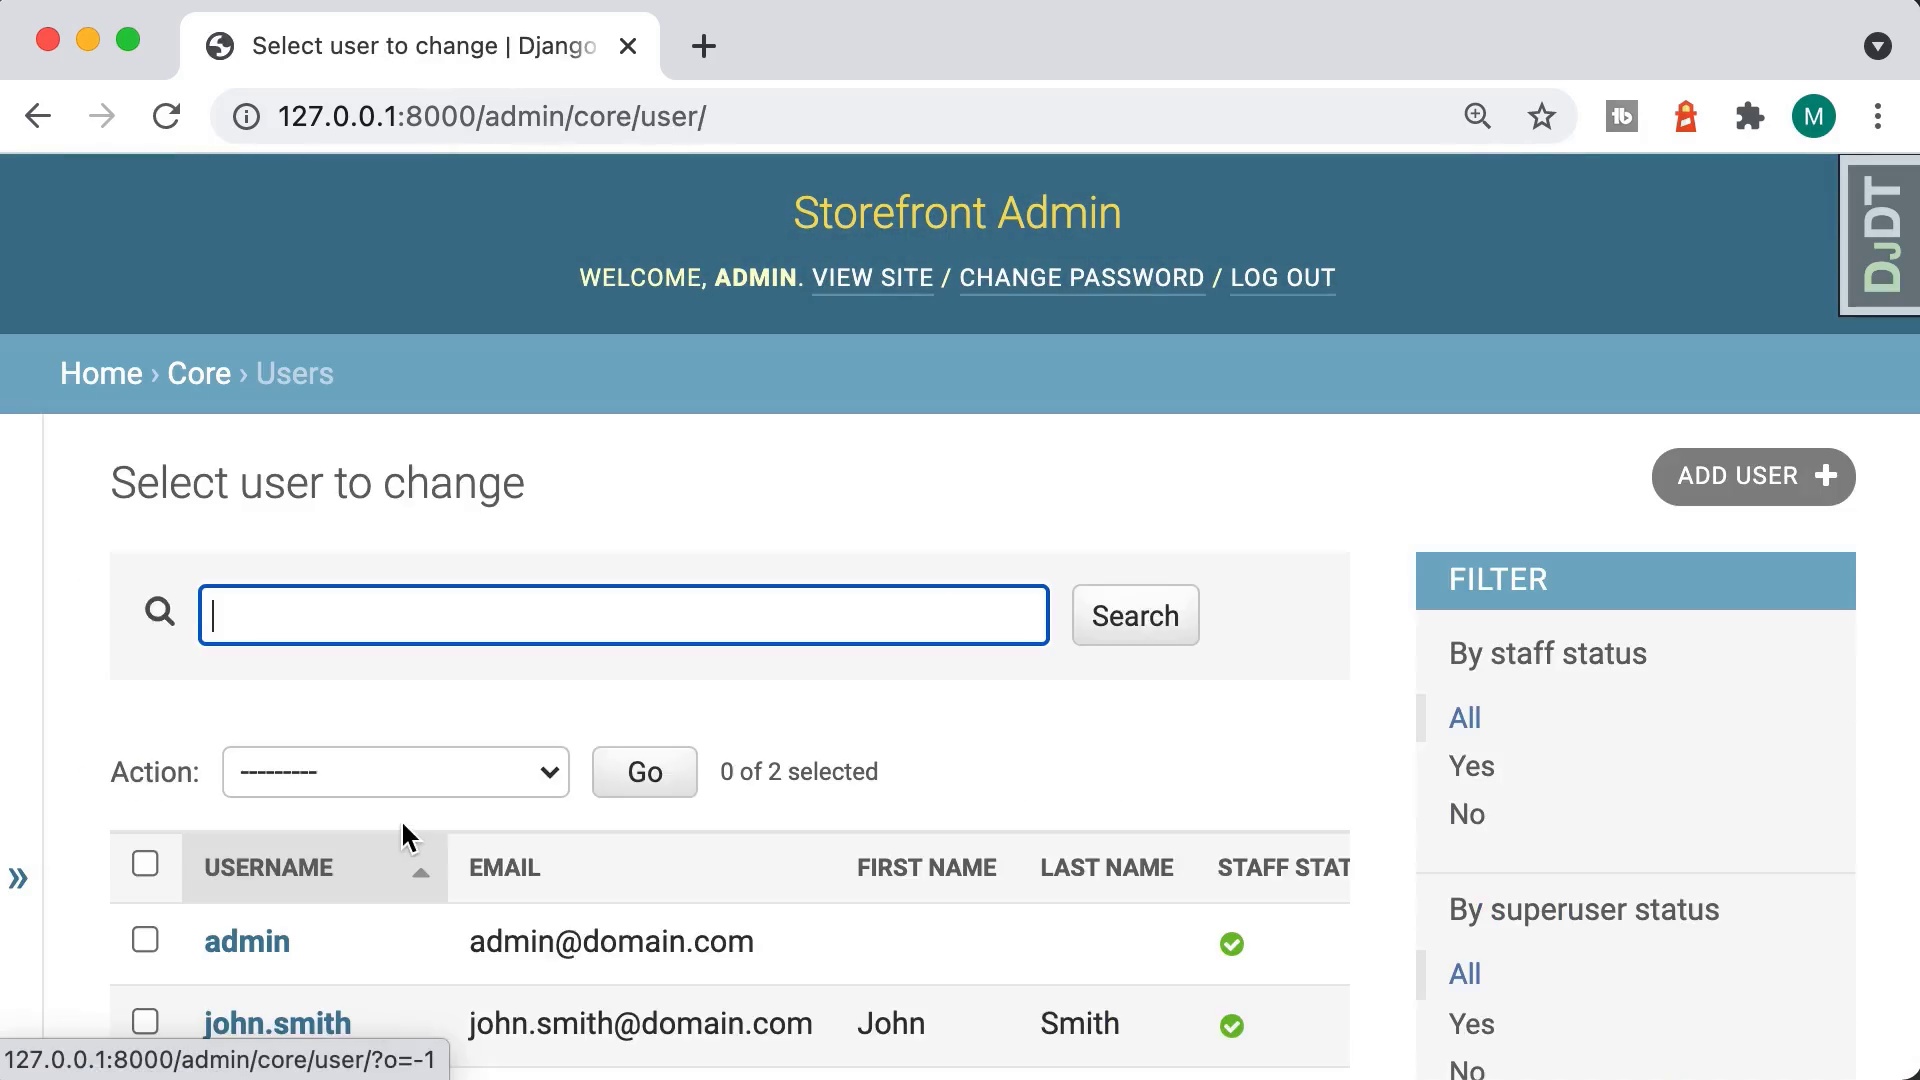 Select user to change | Django
127.0.0.1:8000/admin/core/user/
tb
M
Storefront Admin
WELCOME, ADMIN. VIEW SITE / CHANGE PASSWORD / LOG OUT
DJDT
Home › Core › Users
Select user to change
ADD USER +
Search
FILTER
By staff status
All
Yes
No
Action: --------- Go 0 of 2 selected
USERNAME EMAIL FIRST NAME LAST NAME STAFF STAT
admin admin@domain.com
john.smith john.smith@domain.com John Smith
By superuser status
All
Yes
No
»
127.0.0.1:8000/admin/core/user/?o=-1